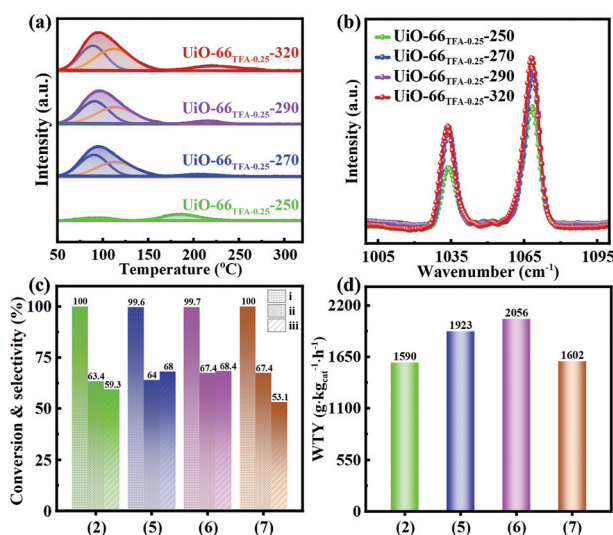 (a)
UiO-66TFA-0.25-320
UiO-66TFA-0.25-290
UiO-66TFA-0.25-270
UiO-66TFA-0.25-250
Intensity (a.u.)
50 100 150 200 250 300
Temperature (°C)
(b)
UiO-66TFA-0.25-250
UiO-66TFA-0.25-270
UiO-66TFA-0.25-290
UiO-66TFA-0.25-320
Intensity (a.u.)
1005 1035 1065 1095
Wavenumber (cm⁻¹)
(c)
i
ii
iii
Conversion & selectivity (%)
100
75
50
25
0
100 63.4 59.3
99.6 64 68
99.7 67.4 68.4
100 67.4 53.1
(2) (5) (6) (7)
(d)
WTY (g·kgcat⁻¹·h⁻¹)
2200
1650
1100
550
0
1590 1923 2056 1602
(2) (5) (6) (7)